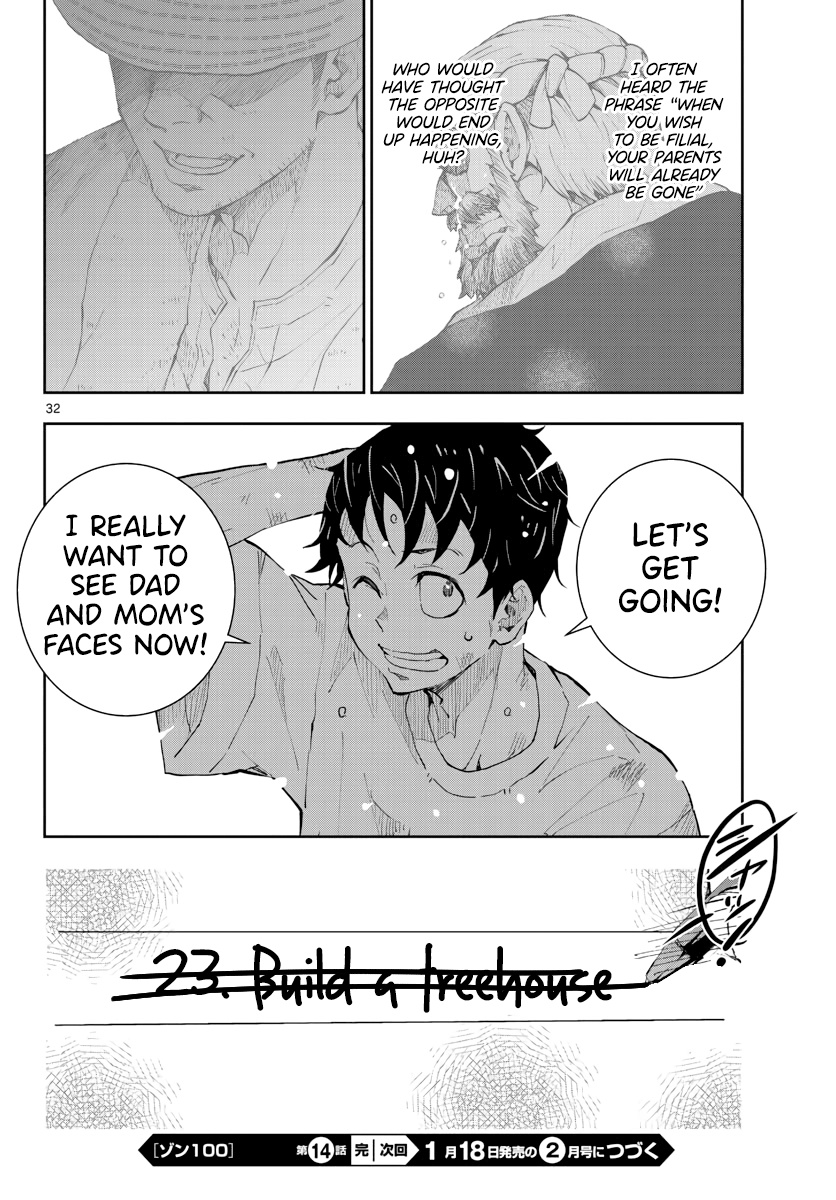 I OFTEN
HEARD THE
PHRASE "WHEN
YOU WISH
TO BE FILIAL,
YOUR PARENTS
WILL ALREADY
BE GONE"
WHO WOULD
HAVE THOUGHT
THE OPPOSITE
WOULD END
UP HAPPENING,
HUH?
32
LET'S
GET
GOING!
I REALLY
WANT TO
SEE DAD
AND MOM'S
FACES NOW!
シャッ
23. Build a treehouse
[ゾン100] 第14話 完 次回 1月18日発売の2月号につづく